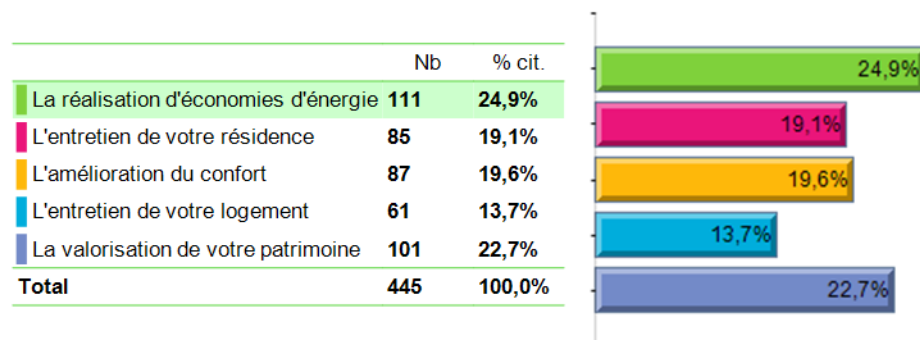 Nb % cit.
La réalisation d'économies d'énergie 111 24,9%
L'entretien de votre résidence 85 19,1%
L'amélioration du confort 87 19,6%
L'entretien de votre logement 61 13,7%
La valorisation de votre patrimoine 101 22,7%
Total 445 100,0%
24,9%
19,1%
19,6%
13,7%
22,7%